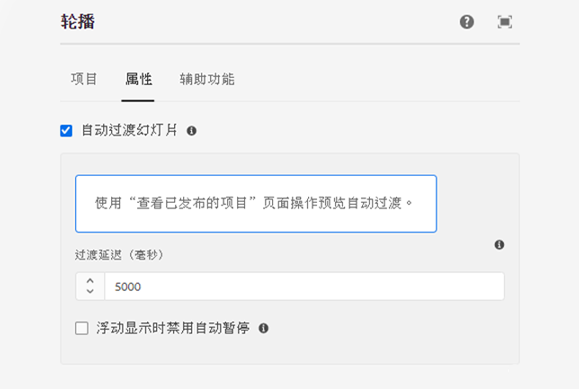 轮播
项目 属性 辅助功能
自动过渡幻灯片
使用“查看已发布的项目”页面操作预览自动过渡。
过渡延迟（毫秒）
5000
浮动显示时禁用自动暂停